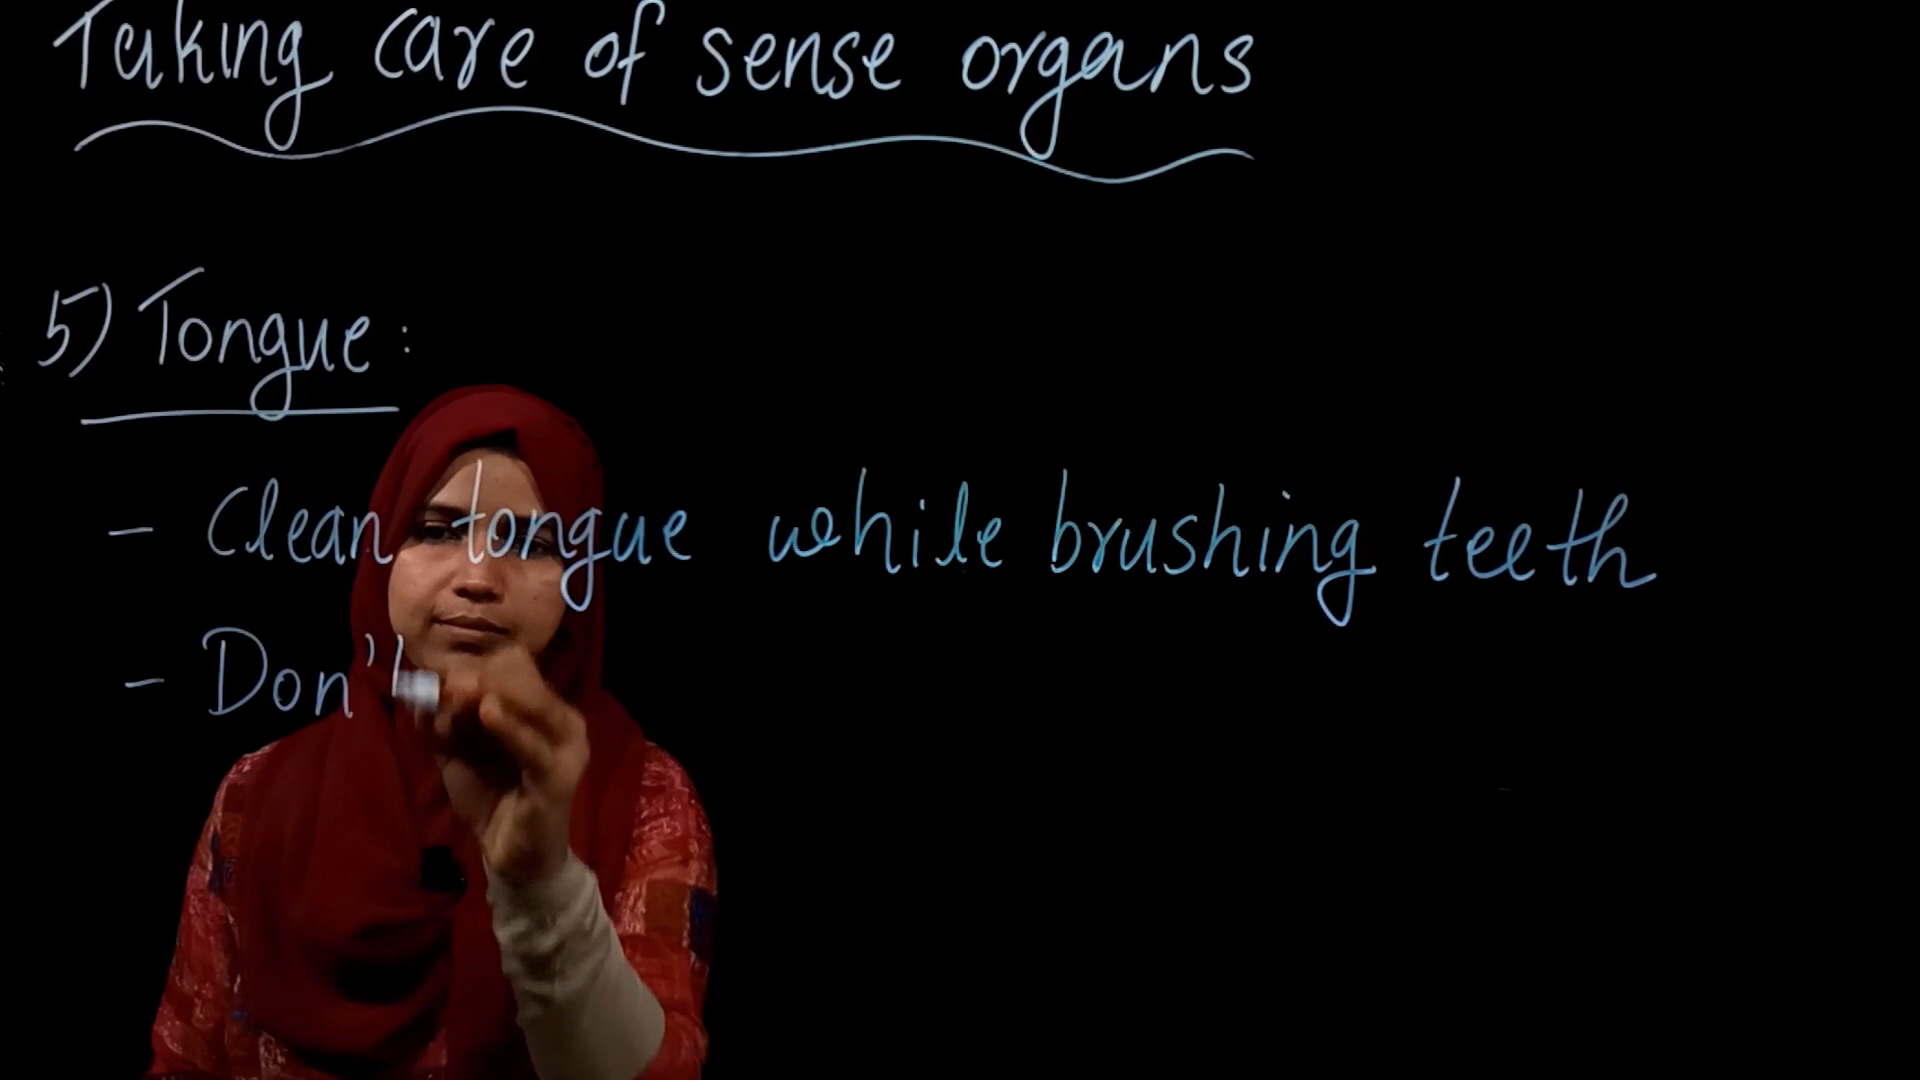 Taking care of sense organs
5) Tongue:
- Clean tongue while brushing teeth
- Don't